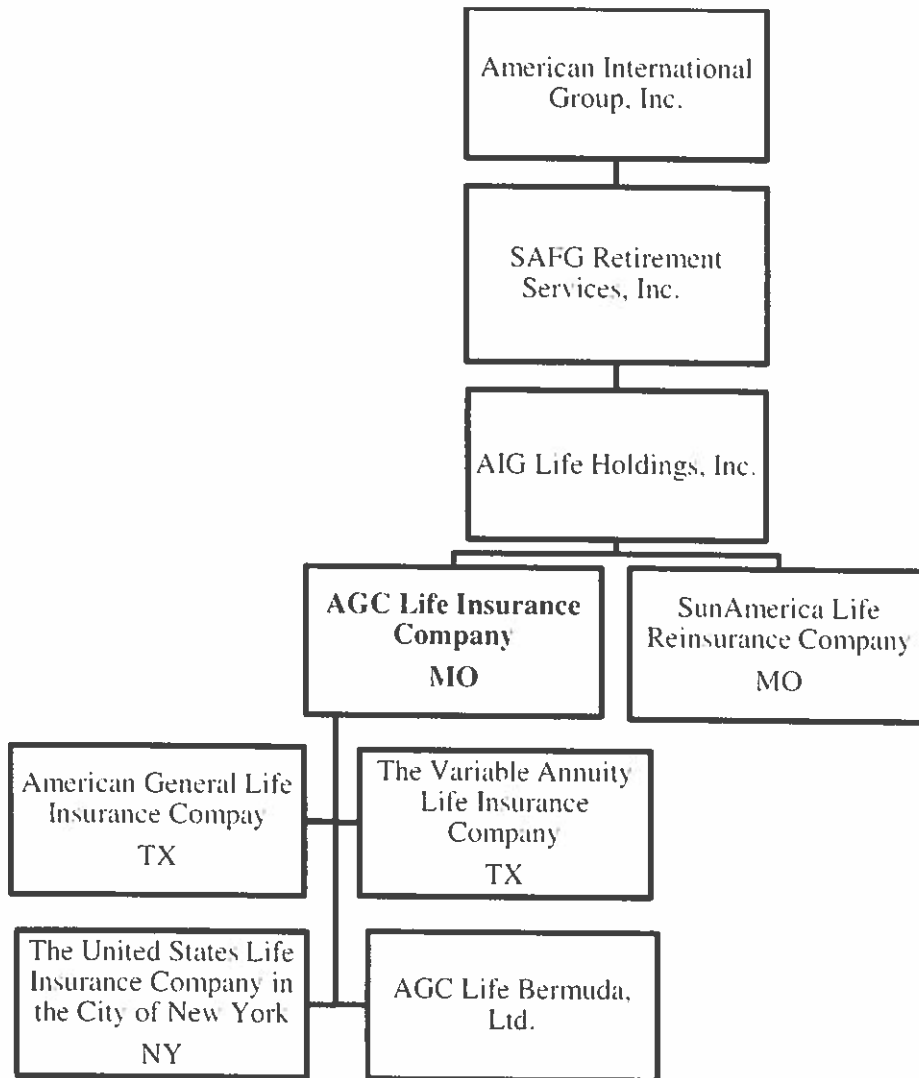 American International
Group, Inc.
SAFG Retirement
Services, Inc.
AIG Life Holdings, Inc.
AGC Life Insurance
Company
MO
SunAmerica Life
Reinsurance Company
MO
American General Life
Insurance Compay
TX
The Variable Annuity
Life Insurance
Company
TX
The United States Life
Insurance Company in
the City of New York
NY
AGC Life Bermuda,
Ltd.